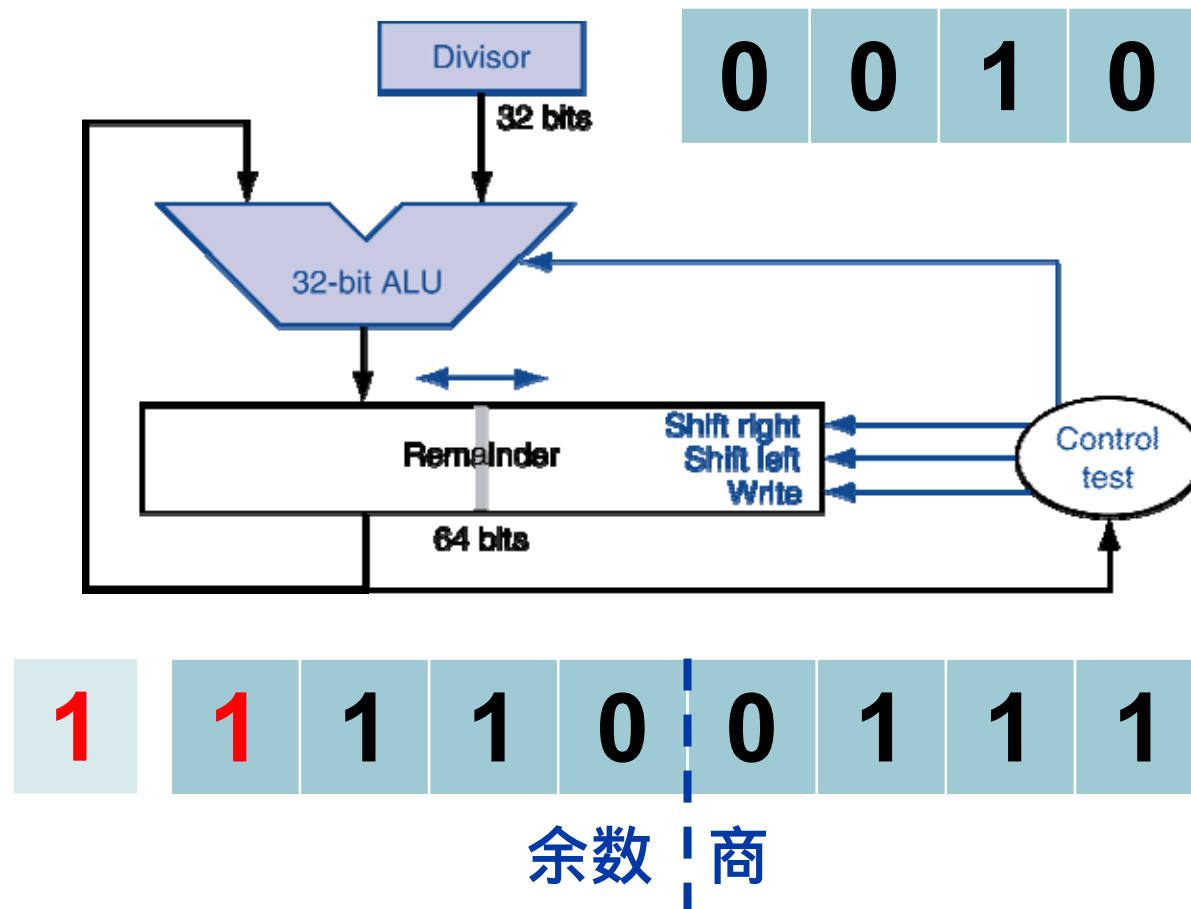 Divisor
0 0 1 0
32 bits
32-bit ALU
Remainder
Shift right
Shift left
Write
Control
test
64 bits
1 1 1 1 0 0 1 1 1
余数 商